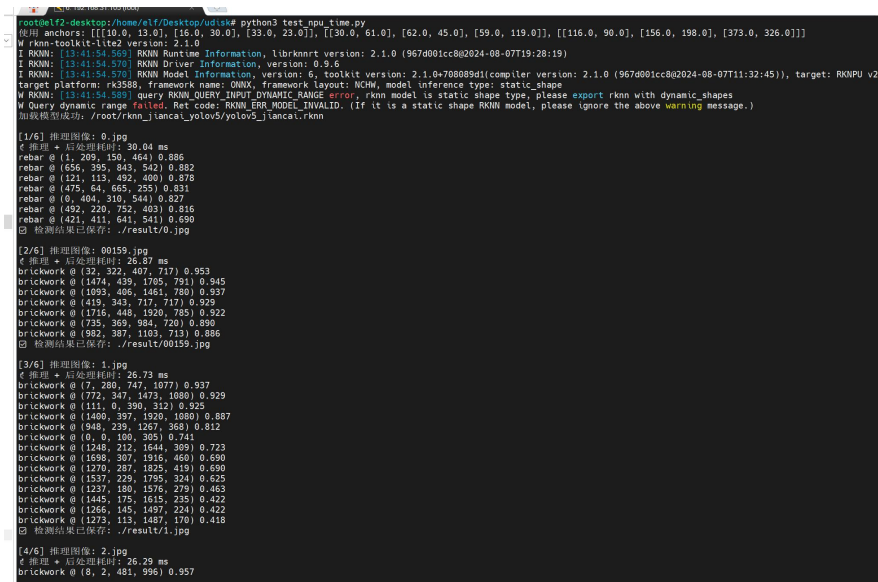 6. 192.168.31.103 (root)
root@elf2-desktop:/home/elf/Desktop/udisk# python3 test_npu_time.py
使用 anchors: [[[10.0, 13.0], [16.0, 30.0], [33.0, 23.0]], [[30.0, 61.0], [62.0, 45.0], [59.0, 119.0]], [[116.0, 90.0], [156.0, 198.0], [373.0, 326.0]]]
W rknn-toolkit-lite2 version: 2.1.0
I RKNN: [13:41:54.569] RKNN Runtime Information, librknnrt version: 2.1.0 (967d001cc8@2024-08-07T19:28:19)
I RKNN: [13:41:54.570] RKNN Driver Information, version: 0.9.6
I RKNN: [13:41:54.570] RKNN Model Information, version: 6, toolkit version: 2.1.0+708089d1(compiler version: 2.1.0 (967d001cc8@2024-08-07T11:32:45)), target: RKNPU v2
target platform: rk3588, framework name: ONNX, framework layout: NCHW, model inference type: static_shape
W RKNN: [13:41:54.589] query RKNN_QUERY_INPUT_DYNAMIC_RANGE error, rknn model is static shape type, please export rknn with dynamic_shapes
W Query dynamic range failed. Ret code: RKNN_ERR_MODEL_INVALID. (If it is a static shape RKNN model, please ignore the above warning message.)
加载模型成功: /root/rknn_jiancai_yolov5/yolov5_jiancai.rknn
[1/6] 推理图像: 0.jpg
推理 + 后处理耗时: 30.04 ms
rebar @ (1, 209, 150, 464) 0.886
rebar @ (656, 395, 843, 542) 0.882
rebar @ (121, 113, 492, 400) 0.878
rebar @ (475, 64, 665, 255) 0.831
rebar @ (0, 404, 310, 544) 0.827
rebar @ (492, 220, 752, 403) 0.816
rebar @ (421, 411, 641, 541) 0.690
☑ 检测结果已保存: ./result/0.jpg
[2/6] 推理图像: 00159.jpg
推理 + 后处理耗时: 26.87 ms
brickwork @ (32, 322, 407, 717) 0.953
brickwork @ (1474, 439, 1705, 791) 0.945
brickwork @ (1093, 406, 1461, 780) 0.937
brickwork @ (419, 343, 717, 717) 0.929
brickwork @ (1716, 448, 1920, 785) 0.922
brickwork @ (735, 369, 984, 720) 0.890
brickwork @ (982, 387, 1103, 713) 0.886
☑ 检测结果已保存: ./result/00159.jpg
[3/6] 推理图像: 1.jpg
推理 + 后处理耗时: 26.73 ms
brickwork @ (7, 280, 747, 1077) 0.937
brickwork @ (772, 347, 1473, 1080) 0.929
brickwork @ (111, 0, 390, 312) 0.925
brickwork @ (1400, 397, 1920, 1080) 0.887
brickwork @ (948, 239, 1267, 368) 0.812
brickwork @ (0, 0, 100, 305) 0.741
brickwork @ (1248, 212, 1644, 309) 0.723
brickwork @ (1698, 307, 1916, 460) 0.690
brickwork @ (1270, 287, 1825, 419) 0.690
brickwork @ (1537, 229, 1795, 324) 0.625
brickwork @ (1237, 180, 1576, 279) 0.463
brickwork @ (1445, 175, 1615, 235) 0.422
brickwork @ (1266, 145, 1497, 224) 0.422
brickwork @ (1273, 113, 1487, 170) 0.418
☑ 检测结果已保存: ./result/1.jpg
[4/6] 推理图像: 2.jpg
推理 + 后处理耗时: 26.29 ms
brickwork @ (8, 2, 481, 996) 0.957